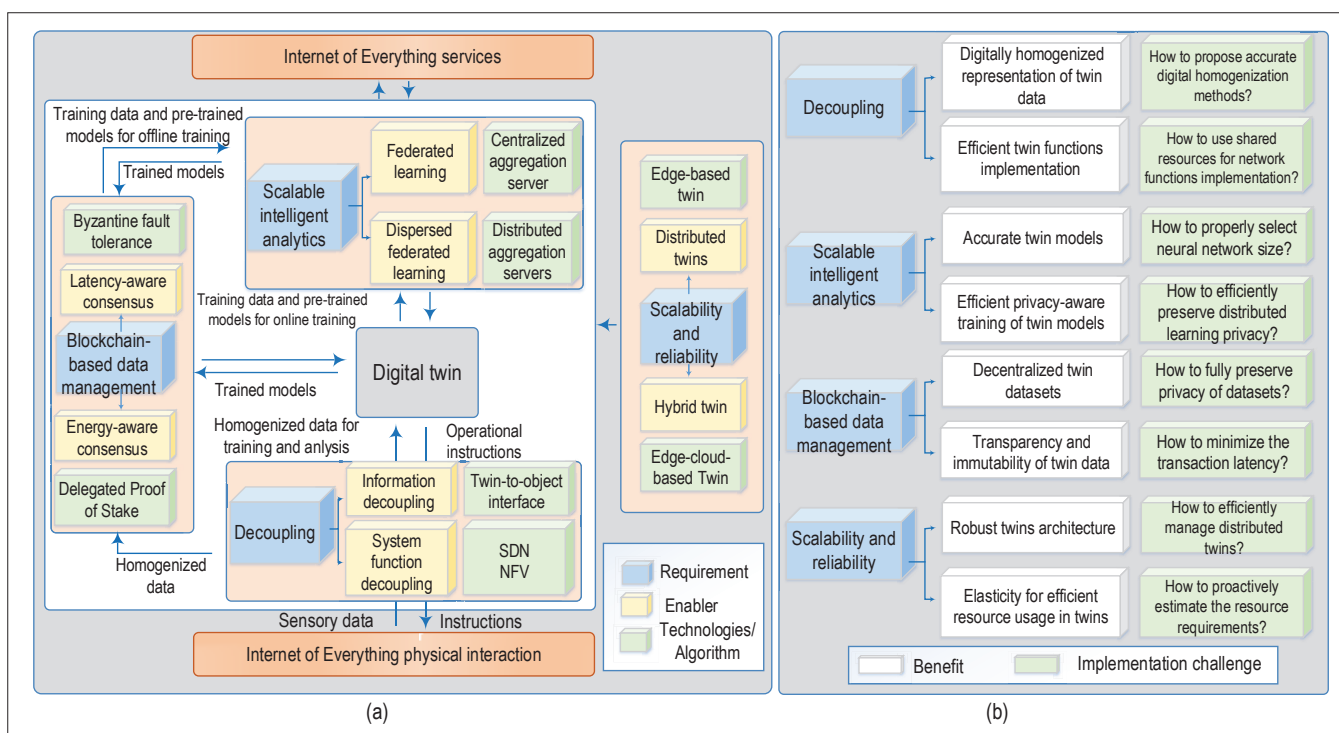 Internet of Everything services
Training data and pre-trained
models for offline training
Trained models
Byzantine fault
tolerance
Latency-aware
consensus
Blockchain-
based data
management
Energy-aware
consensus
Delegated Proof
of Stake
Homogenized
data
Scalable
intelligent
analytics
Federated
learning
Centralized
aggregation
server
Dispersed
federated
learning
Distributed
aggregation
servers
Training data and pre-trained
models for online training
Trained models
Digital twin
Homogenized data for
training and anlysis
Operational
instructions
Decoupling
Information
decoupling
Twin-to-object
interface
System
function
decoupling
SDN
NFV
Sensory data
Instructions
Internet of Everything physical interaction
Edge-based
twin
Distributed
twins
Scalability
and
reliability
Hybrid twin
Edge-cloud-
based Twin
Requirement
Enabler
Technologies/
Algorithm
(a)
Decoupling
Digitally homogenized
representation of twin
data
How to propose accurate
digital homogenization
methods?
Efficient twin functions
implementation
How to use shared
resources for network
functions implementation?
Scalable
intelligent
analytics
Accurate twin models
How to properly select
neural network size?
Efficient privacy-aware
training of twin models
How to efficiently
preserve distributed
learning privacy?
Blockchain-based
data
management
Decentralized twin
datasets
How to fully preserve
privacy of datasets?
Transparency and
immutability of twin data
How to minimize the
transaction latency?
Scalability and
reliability
Robust twins architecture
How to efficiently
manage distributed
twins?
Elasticity for efficient
resource usage in twins
How to proactively
estimate the resource
requirements?
Benefit
Implementation challenge
(b)